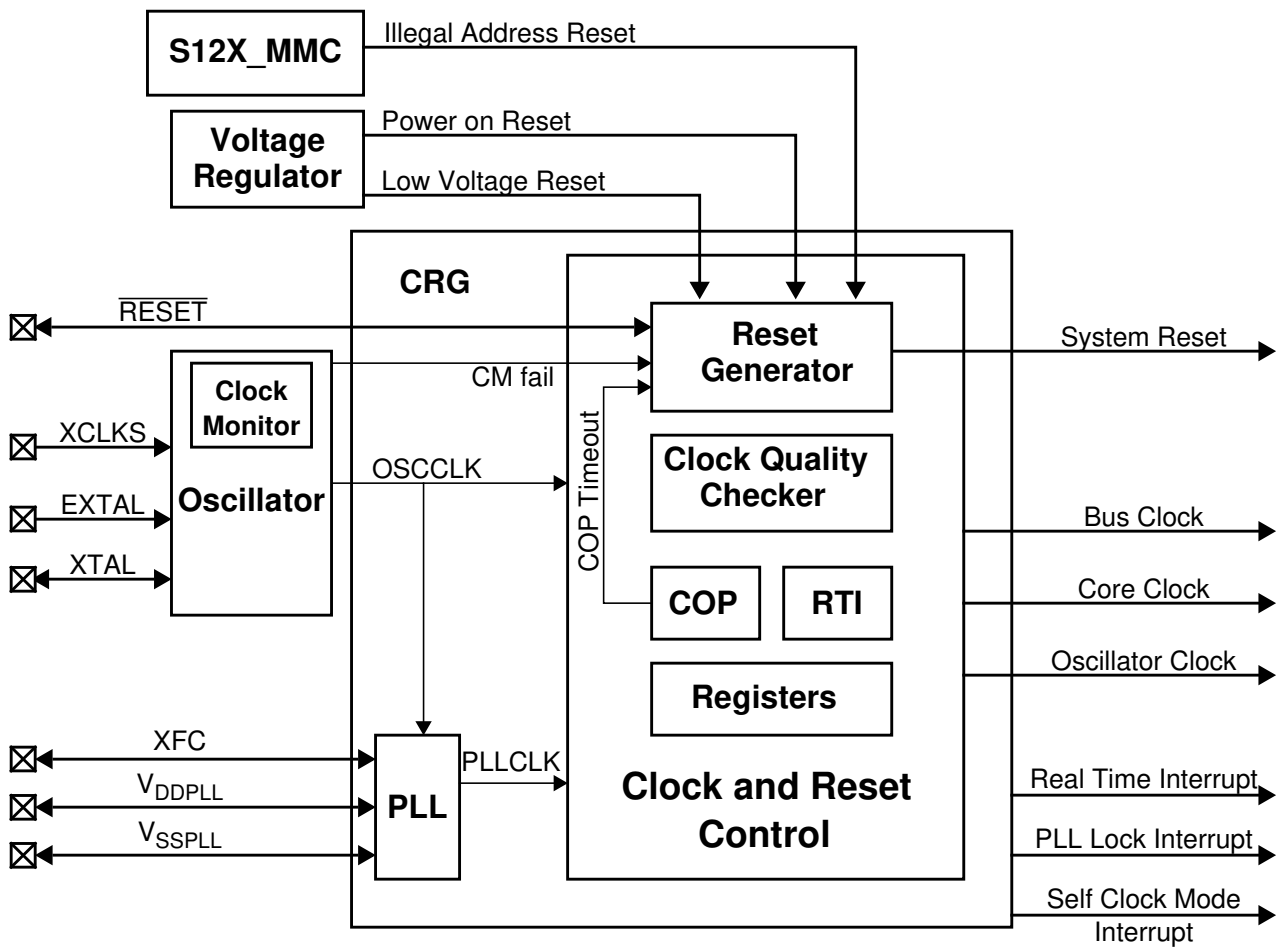 S12X_MMC
Illegal Address Reset
Voltage
Regulator
Power on Reset
Low Voltage Reset
CRG
RESET
Reset
Generator
System Reset
CM fail
Clock
Monitor
XCLKS
Oscillator
OSCCLK
COP Timeout
Clock Quality
Checker
EXTAL
Bus Clock
XTAL
COP
RTI
Core Clock
Registers
Oscillator Clock
XFC
VDDPLL
VSSPLL
PLL
PLLCLK
Clock and Reset
Control
Real Time Interrupt
PLL Lock Interrupt
Self Clock Mode
Interrupt